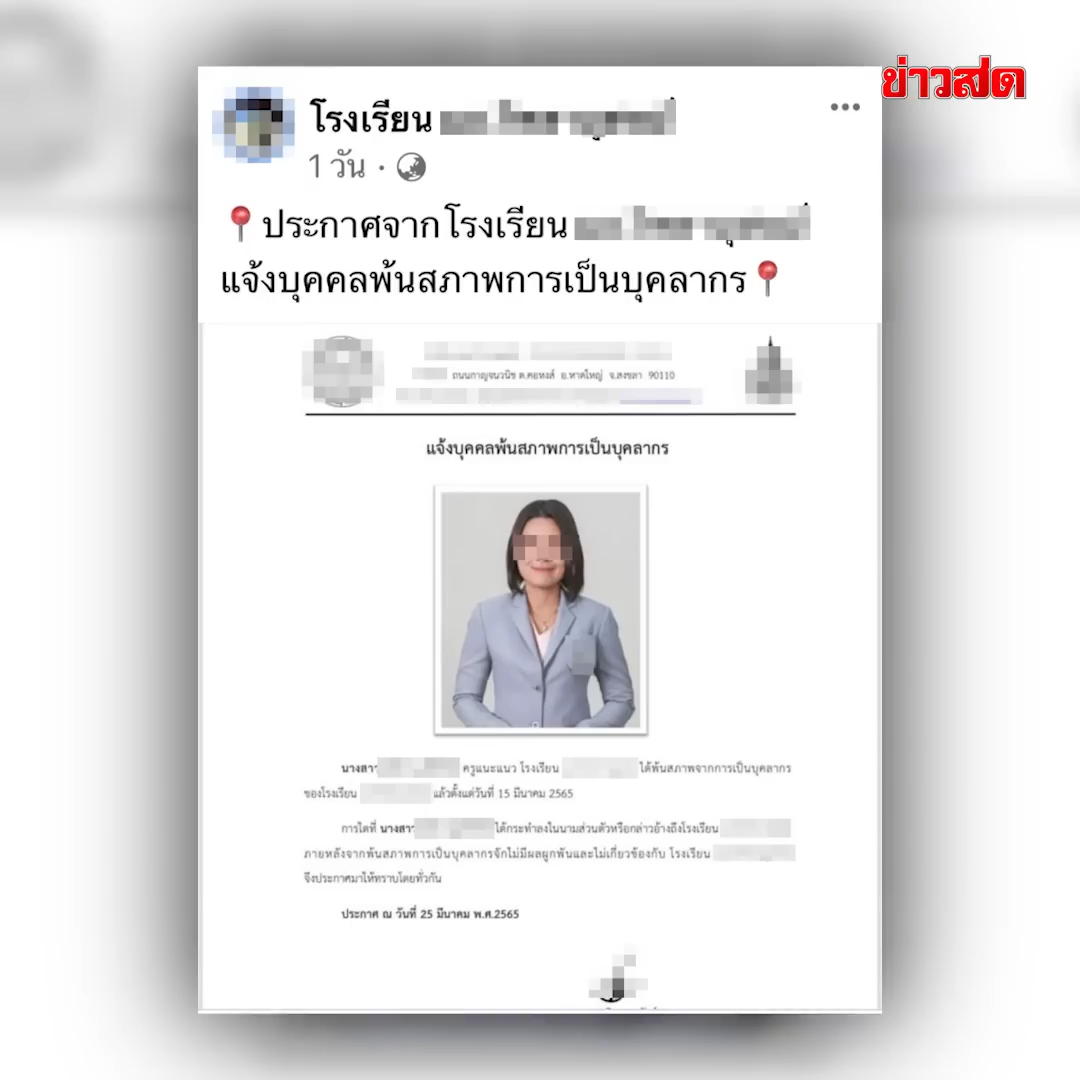 ข่าวสด
โรงเรียน
1 วัน
ประกาศจากโรงเรียน
แจ้งบุคคลพ้นสภาพการเป็นบุคลากร
ถนนกาญจนวนิช ต.คอหงส์ อ.หาดใหญ่ จ.สงขลา 90110
แจ้งบุคคลพ้นสภาพการเป็นบุคลากร
นางสาว ครูแนะแนว โรงเรียน ได้พ้นสภาพจากการเป็นบุคลากร
ของโรงเรียน แล้วตั้งแต่วันที่ 15 มีนาคม 2565
การใดที่ นางสาว ได้กระทำลงในนามส่วนตัวหรือกล่าวอ้างถึงโรงเรียน
ภายหลังจากพ้นสภาพการเป็นบุคลากรจักไม่มีผลผูกพันและไม่เกี่ยวข้องกับ โรงเรียน
จึงประกาศมาให้ทราบโดยทั่วกัน
ประกาศ ณ วันที่ 25 มีนาคม พ.ศ.2565